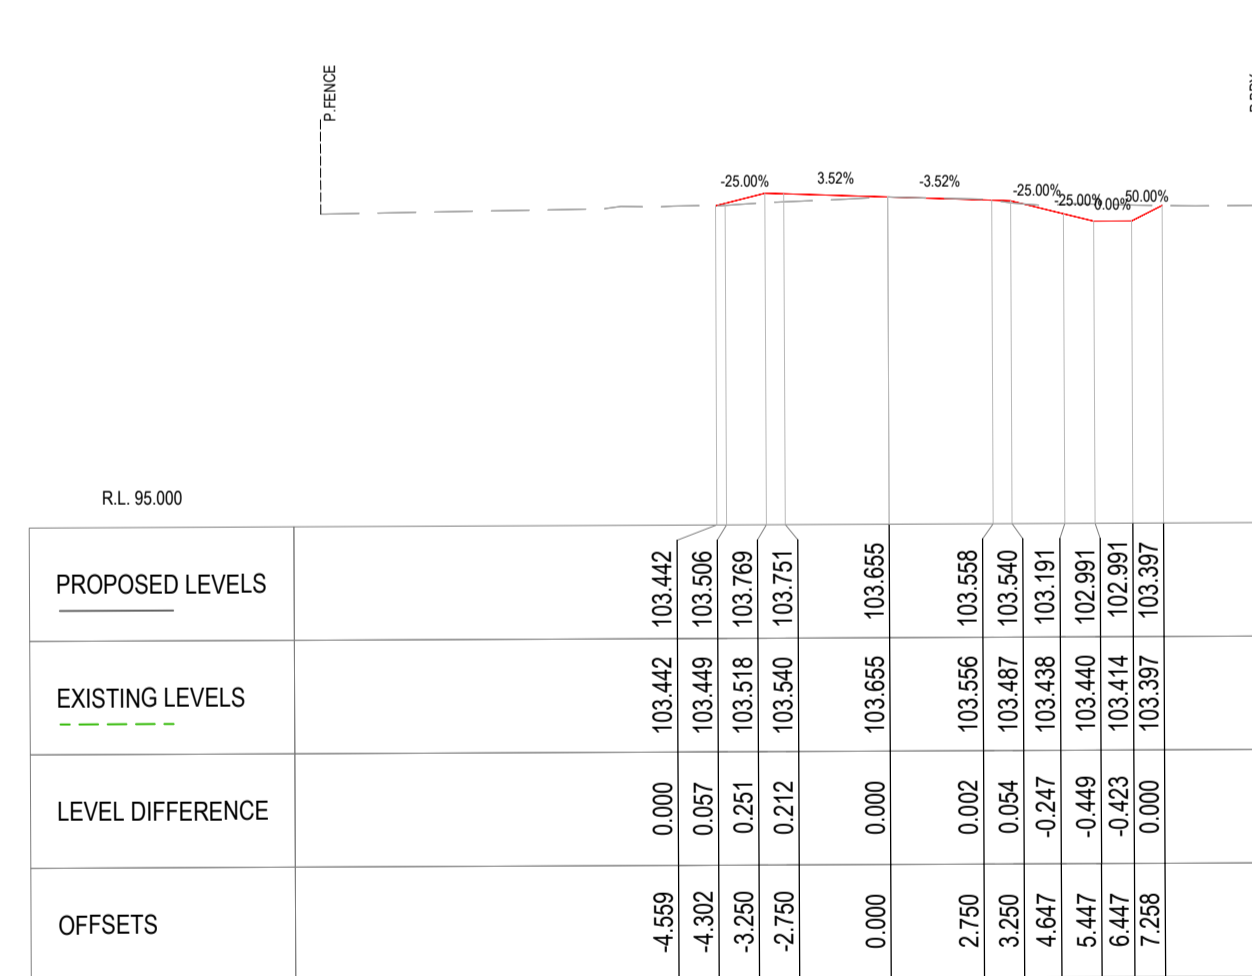 P.FENCE
-25.00%
3.52%
-3.52%
-25.00%
-25.00%
0.00%
50.00%
R.L. 95.000
PROPOSED LEVELS 103.442 103.506 103.769 103.751 103.655 103.558 103.540 103.191 102.991 102.991 103.397
EXISTING LEVELS 103.442 103.449 103.518 103.540 103.655 103.556 103.487 103.438 103.440 103.414 103.397
LEVEL DIFFERENCE 0.000 0.057 0.251 0.212 0.000 0.002 0.054 -0.247 -0.449 -0.423 0.000
OFFSETS -4.559 -4.302 -3.250 -2.750 0.000 2.750 3.250 4.647 5.447 6.447 7.258